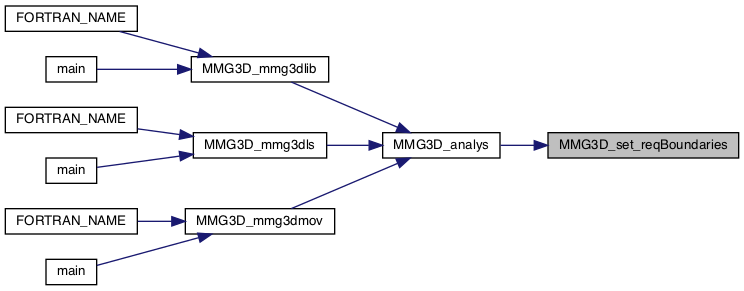 FORTRAN_NAME
main
MMG3D_mmg3dlib
FORTRAN_NAME
main
MMG3D_mmg3dls
MMG3D_analys
MMG3D_set_reqBoundaries
FORTRAN_NAME
main
MMG3D_mmg3dmov